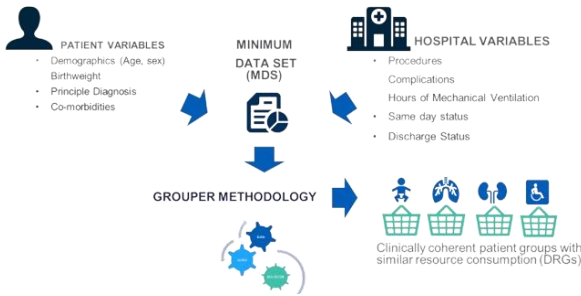 PATIENT VARIABLES
• Demographics (Age, sex)
Birthweight
• Principle Diagnosis
• Co-morbidities
MINIMUM
DATA SET
(MDS)
HOSPITAL VARIABLES
• Procedures
Complications
Hours of Mechanical Ventilation
• Same day status
• Discharge Status
GROUPER METHODOLOGY
Clinically coherent patient groups with
similar resource consumption (DRGs)